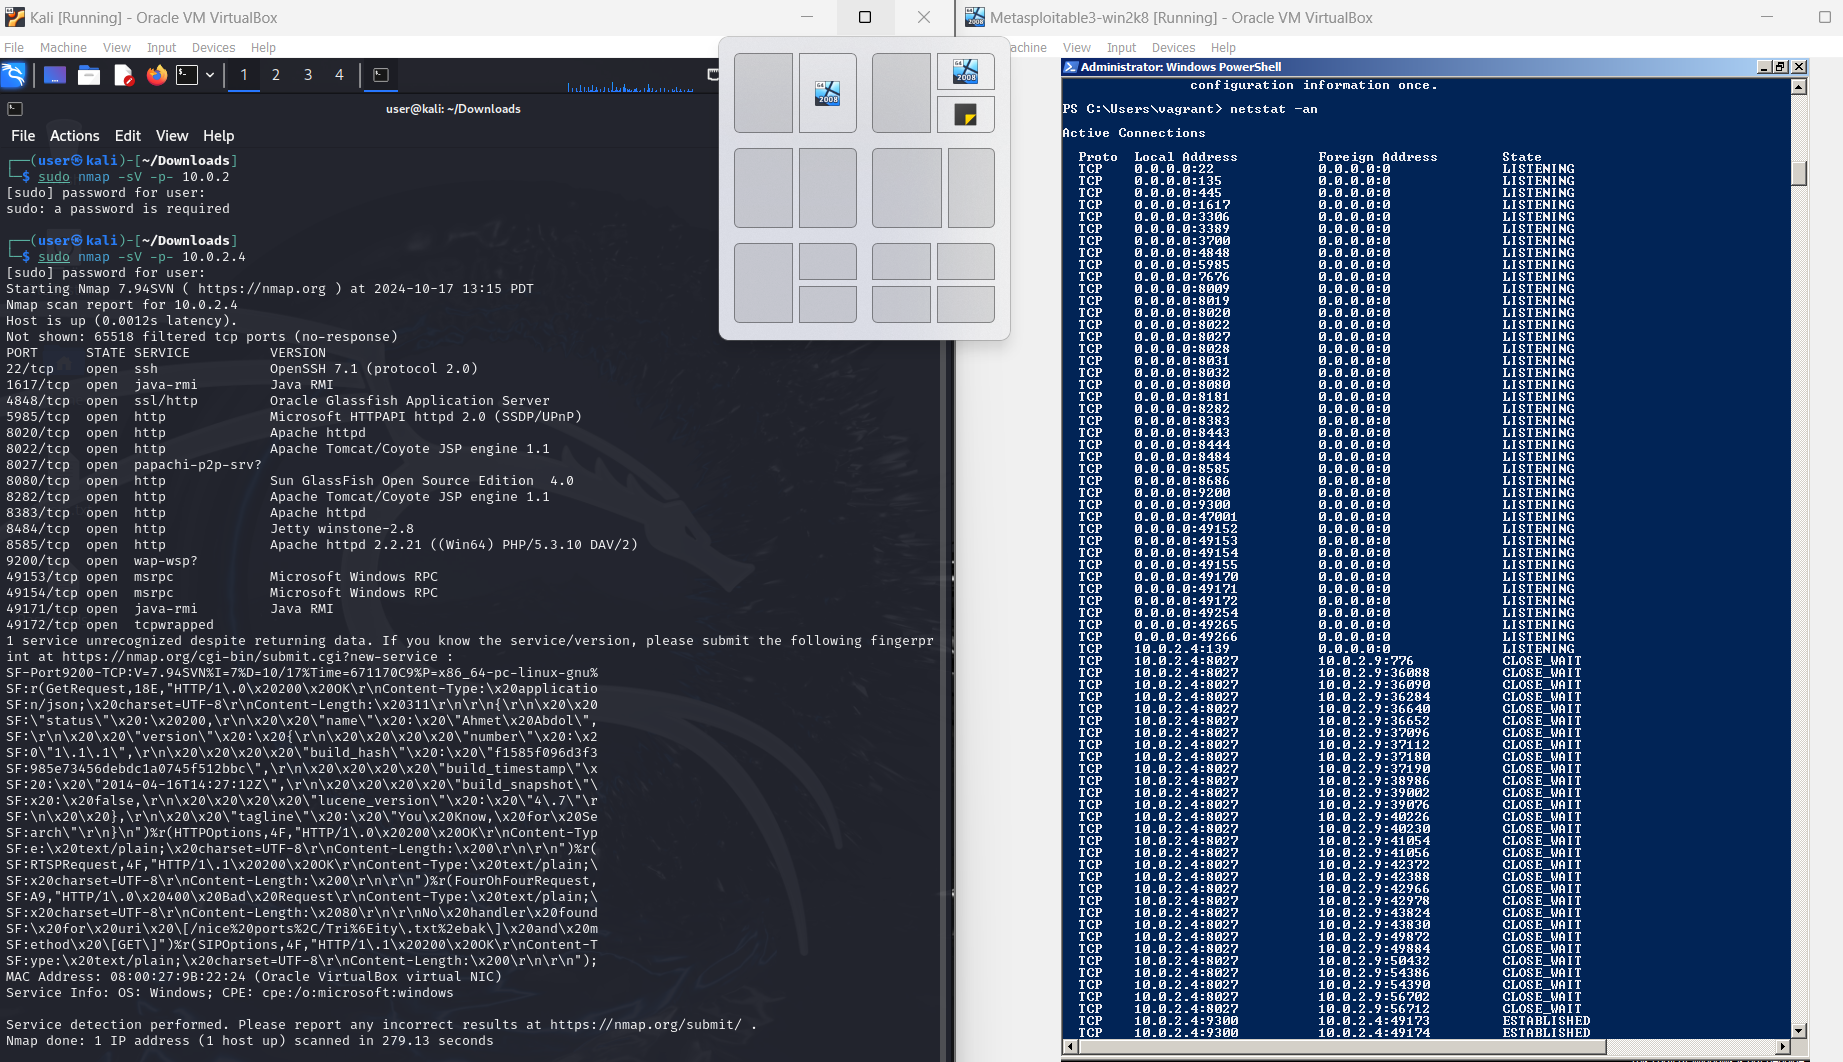 Kali [Running] - Oracle VM VirtualBox
File Machine View Input Devices Help
1 2 3 4
user@kali: ~/Downloads
File Actions Edit View Help
┌──(user㉿kali)-[~/Downloads]
└─$ sudo nmap -sV -p- 10.0.2
[sudo] password for user:
sudo: a password is required
┌──(user㉿kali)-[~/Downloads]
└─$ sudo nmap -sV -p- 10.0.2.4
[sudo] password for user:
Starting Nmap 7.94SVN ( https://nmap.org ) at 2024-10-17 13:15 PDT
Nmap scan report for 10.0.2.4
Host is up (0.0012s latency).
Not shown: 65518 filtered tcp ports (no-response)
PORT STATE SERVICE VERSION
22/tcp open ssh OpenSSH 7.1 (protocol 2.0)
1617/tcp open java-rmi Java RMI
4848/tcp open ssl/http Oracle Glassfish Application Server
5985/tcp open http Microsoft HTTPAPI httpd 2.0 (SSDP/UPnP)
8020/tcp open http Apache httpd
8022/tcp open http Apache Tomcat/Coyote JSP engine 1.1
8027/tcp open papachi-p2p-srv?
8080/tcp open http Sun GlassFish Open Source Edition  4.0
8282/tcp open http Apache Tomcat/Coyote JSP engine 1.1
8383/tcp open http Apache httpd
8484/tcp open http Jetty winstone-2.8
8585/tcp open http Apache httpd 2.2.21 ((Win64) PHP/5.3.10 DAV/2)
9200/tcp open wap-wsp?
49153/tcp open msrpc Microsoft Windows RPC
49154/tcp open msrpc Microsoft Windows RPC
49171/tcp open java-rmi Java RMI
49172/tcp open tcpwrapped
1 service unrecognized despite returning data. If you know the service/version, please submit the following fingerpr
int at https://nmap.org/cgi-bin/submit.cgi?new-service :
SF-Port9200-TCP:V=7.94SVN%I=7%D=10/17%Time=671170C9%P=x86_64-pc-linux-gnu%
SF:r(GetRequest,18E,"HTTP/1\.0\x20200\x20OK\r\nContent-Type:\x20applicatio
SF:n/json;\x20charset=UTF-8\r\nContent-Length:\x20311\r\n\r\n{\r\n\x20\x20
SF:\"status\"\x20:\x20200,\r\n\x20\x20\"name\"\x20:\x20\"Ahmet\x20Abdol\",
SF:\r\n\x20\x20\"version\"\x20:\x20{\r\n\x20\x20\x20\x20\"number\"\x20:\x2
SF:0\"1\.1\.1\",\r\n\x20\x20\x20\x20\"build_hash\"\x20:\x20\"f1585f096d3f3
SF:985e73456debdc1a0745f512bbc\",\r\n\x20\x20\x20\x20\"build_timestamp\"\x
SF:20:\x20\"2014-04-16T14:27:12Z\",\r\n\x20\x20\x20\x20\"build_snapshot\"\
SF:x20:\x20false,\r\n\x20\x20\x20\x20\"lucene_version\"\x20:\x20\"4\.7\"\r
SF:\n\x20\x20},\r\n\x20\x20\"tagline\"\x20:\x20\"You\x20Know,\x20for\x20Se
SF:arch\"\r\n}\n")%r(HTTPOptions,4F,"HTTP/1\.0\x20200\x20OK\r\nContent-Typ
SF:e:\x20text/plain;\x20charset=UTF-8\r\nContent-Length:\x200\r\n\r\n")%r(
SF:RTSPRequest,4F,"HTTP/1\.1\x20200\x20OK\r\nContent-Type:\x20text/plain;\
SF:x20charset=UTF-8\r\nContent-Length:\x200\r\n\r\n")%r(FourOhFourRequest,
SF:A9,"HTTP/1\.0\x20400\x20Bad\x20Request\r\nContent-Type:\x20text/plain;\
SF:x20charset=UTF-8\r\nContent-Length:\x2080\r\n\r\nNo\x20handler\x20found
SF:\x20for\x20uri\x20\[/nice%20ports%2C/Tri%6Eity\.txt%2ebak\]\x20and\x20m
SF:ethod\x20\[GET\]")%r(SIPOptions,4F,"HTTP/1\.1\x20200\x20OK\r\nContent-T
SF:ype:\x20text/plain;\x20charset=UTF-8\r\nContent-Length:\x200\r\n\r\n");
MAC Address: 08:00:27:9B:22:24 (Oracle VirtualBox virtual NIC)
Service Info: OS: Windows; CPE: cpe:/o:microsoft:windows
Service detection performed. Please report any incorrect results at https://nmap.org/submit/ .
Nmap done: 1 IP address (1 host up) scanned in 279.13 seconds
64 2008
64 2008
Metasploitable3-win2k8 [Running] - Oracle VM VirtualBox
achine View Input Devices Help
Administrator: Windows PowerShell
configuration information once.
PS C:\Users\vagrant> netstat -an
Active Connections
Proto Local Address Foreign Address State
TCP 0.0.0.0:22 0.0.0.0:0 LISTENING
TCP 0.0.0.0:135 0.0.0.0:0 LISTENING
TCP 0.0.0.0:445 0.0.0.0:0 LISTENING
TCP 0.0.0.0:1617 0.0.0.0:0 LISTENING
TCP 0.0.0.0:3306 0.0.0.0:0 LISTENING
TCP 0.0.0.0:3389 0.0.0.0:0 LISTENING
TCP 0.0.0.0:3700 0.0.0.0:0 LISTENING
TCP 0.0.0.0:4848 0.0.0.0:0 LISTENING
TCP 0.0.0.0:5985 0.0.0.0:0 LISTENING
TCP 0.0.0.0:7676 0.0.0.0:0 LISTENING
TCP 0.0.0.0:8009 0.0.0.0:0 LISTENING
TCP 0.0.0.0:8019 0.0.0.0:0 LISTENING
TCP 0.0.0.0:8020 0.0.0.0:0 LISTENING
TCP 0.0.0.0:8022 0.0.0.0:0 LISTENING
TCP 0.0.0.0:8027 0.0.0.0:0 LISTENING
TCP 0.0.0.0:8028 0.0.0.0:0 LISTENING
TCP 0.0.0.0:8031 0.0.0.0:0 LISTENING
TCP 0.0.0.0:8032 0.0.0.0:0 LISTENING
TCP 0.0.0.0:8080 0.0.0.0:0 LISTENING
TCP 0.0.0.0:8181 0.0.0.0:0 LISTENING
TCP 0.0.0.0:8282 0.0.0.0:0 LISTENING
TCP 0.0.0.0:8383 0.0.0.0:0 LISTENING
TCP 0.0.0.0:8443 0.0.0.0:0 LISTENING
TCP 0.0.0.0:8444 0.0.0.0:0 LISTENING
TCP 0.0.0.0:8484 0.0.0.0:0 LISTENING
TCP 0.0.0.0:8585 0.0.0.0:0 LISTENING
TCP 0.0.0.0:8686 0.0.0.0:0 LISTENING
TCP 0.0.0.0:9200 0.0.0.0:0 LISTENING
TCP 0.0.0.0:9300 0.0.0.0:0 LISTENING
TCP 0.0.0.0:47001 0.0.0.0:0 LISTENING
TCP 0.0.0.0:49152 0.0.0.0:0 LISTENING
TCP 0.0.0.0:49153 0.0.0.0:0 LISTENING
TCP 0.0.0.0:49154 0.0.0.0:0 LISTENING
TCP 0.0.0.0:49155 0.0.0.0:0 LISTENING
TCP 0.0.0.0:49170 0.0.0.0:0 LISTENING
TCP 0.0.0.0:49171 0.0.0.0:0 LISTENING
TCP 0.0.0.0:49172 0.0.0.0:0 LISTENING
TCP 0.0.0.0:49254 0.0.0.0:0 LISTENING
TCP 0.0.0.0:49265 0.0.0.0:0 LISTENING
TCP 0.0.0.0:49266 0.0.0.0:0 LISTENING
TCP 10.0.2.4:139 0.0.0.0:0 LISTENING
TCP 10.0.2.4:8027 10.0.2.9:776 CLOSE_WAIT
TCP 10.0.2.4:8027 10.0.2.9:36088 CLOSE_WAIT
TCP 10.0.2.4:8027 10.0.2.9:36090 CLOSE_WAIT
TCP 10.0.2.4:8027 10.0.2.9:36284 CLOSE_WAIT
TCP 10.0.2.4:8027 10.0.2.9:36640 CLOSE_WAIT
TCP 10.0.2.4:8027 10.0.2.9:36652 CLOSE_WAIT
TCP 10.0.2.4:8027 10.0.2.9:37096 CLOSE_WAIT
TCP 10.0.2.4:8027 10.0.2.9:37112 CLOSE_WAIT
TCP 10.0.2.4:8027 10.0.2.9:37180 CLOSE_WAIT
TCP 10.0.2.4:8027 10.0.2.9:37190 CLOSE_WAIT
TCP 10.0.2.4:8027 10.0.2.9:38986 CLOSE_WAIT
TCP 10.0.2.4:8027 10.0.2.9:39002 CLOSE_WAIT
TCP 10.0.2.4:8027 10.0.2.9:39076 CLOSE_WAIT
TCP 10.0.2.4:8027 10.0.2.9:40226 CLOSE_WAIT
TCP 10.0.2.4:8027 10.0.2.9:40230 CLOSE_WAIT
TCP 10.0.2.4:8027 10.0.2.9:41054 CLOSE_WAIT
TCP 10.0.2.4:8027 10.0.2.9:41056 CLOSE_WAIT
TCP 10.0.2.4:8027 10.0.2.9:42372 CLOSE_WAIT
TCP 10.0.2.4:8027 10.0.2.9:42388 CLOSE_WAIT
TCP 10.0.2.4:8027 10.0.2.9:42966 CLOSE_WAIT
TCP 10.0.2.4:8027 10.0.2.9:42978 CLOSE_WAIT
TCP 10.0.2.4:8027 10.0.2.9:43824 CLOSE_WAIT
TCP 10.0.2.4:8027 10.0.2.9:43830 CLOSE_WAIT
TCP 10.0.2.4:8027 10.0.2.9:49872 CLOSE_WAIT
TCP 10.0.2.4:8027 10.0.2.9:49884 CLOSE_WAIT
TCP 10.0.2.4:8027 10.0.2.9:50432 CLOSE_WAIT
TCP 10.0.2.4:8027 10.0.2.9:54386 CLOSE_WAIT
TCP 10.0.2.4:8027 10.0.2.9:54390 CLOSE_WAIT
TCP 10.0.2.4:8027 10.0.2.9:56702 CLOSE_WAIT
TCP 10.0.2.4:8027 10.0.2.9:56712 CLOSE_WAIT
TCP 10.0.2.4:9300 10.0.2.4:49173 ESTABLISHED
TCP 10.0.2.4:9300 10.0.2.4:49174 ESTABLISHED